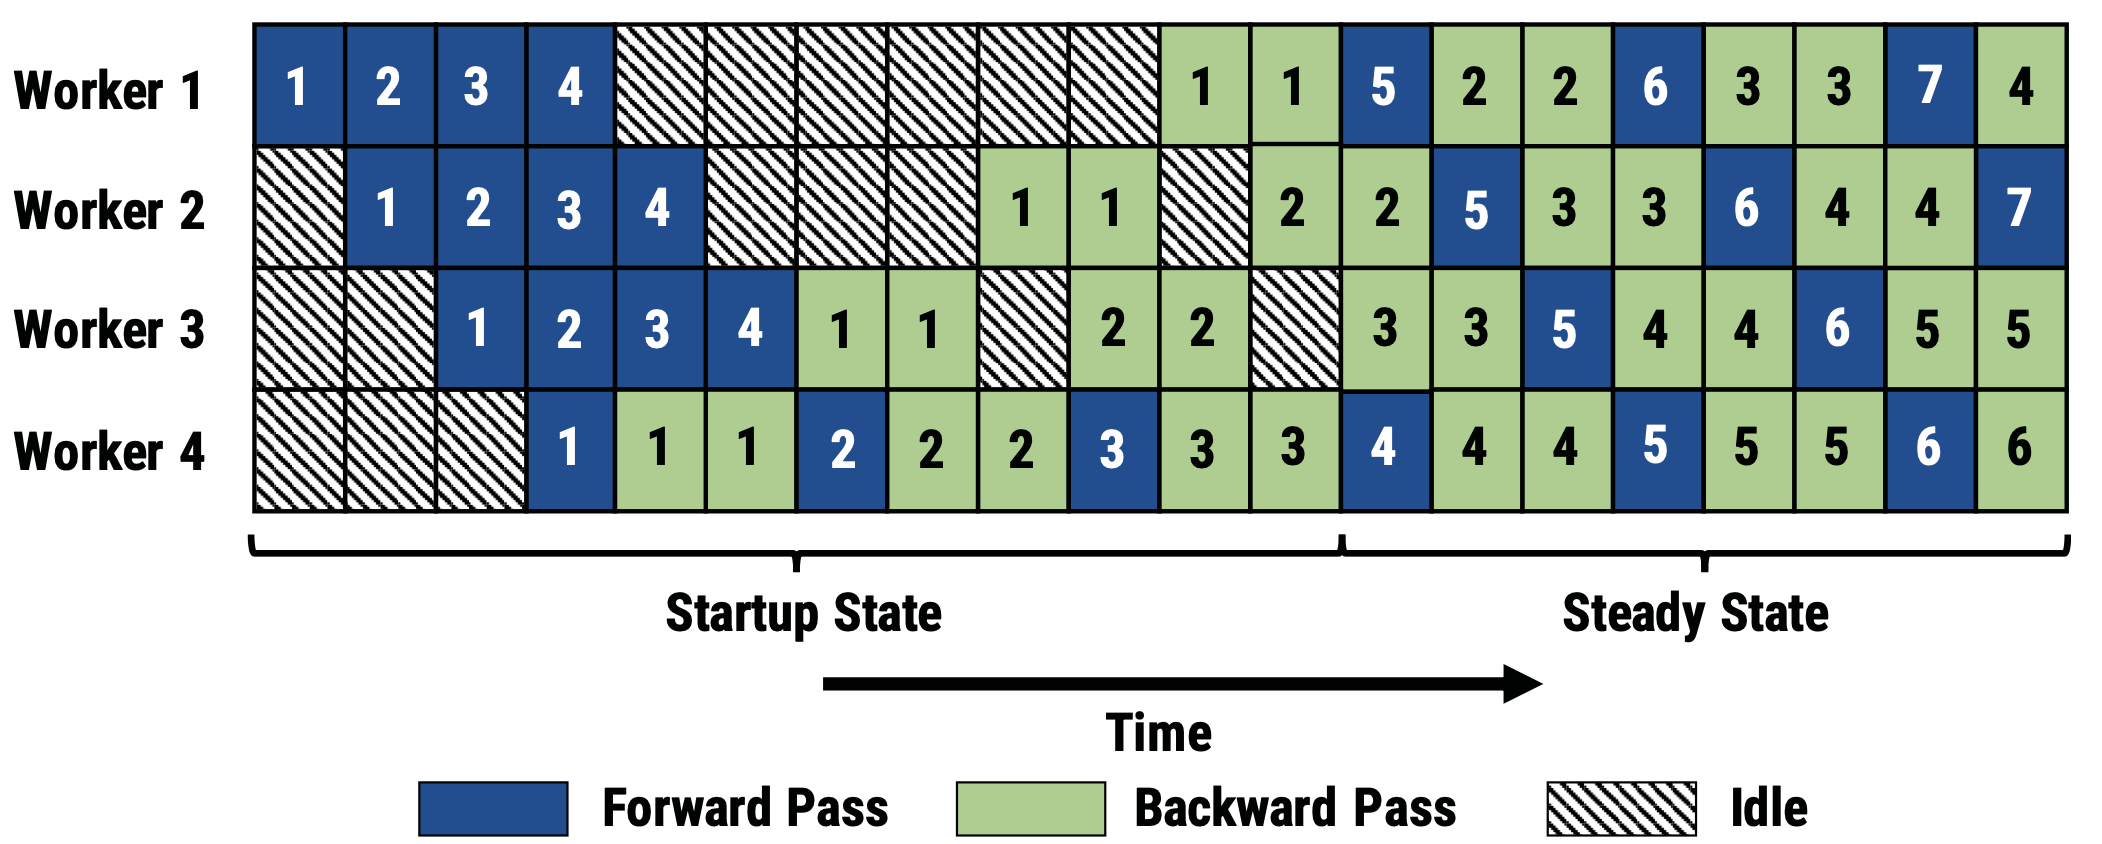 Worker 1 1 2 3 4 1 1 5 2 2 6 3 3 7 4
Worker 2 1 2 3 4 1 1 2 2 5 3 3 6 4 4 7
Worker 3 1 2 3 4 1 1 2 2 3 3 5 4 4 6 5 5
Worker 4 1 1 1 2 2 2 3 3 3 4 4 4 5 5 5 6 6
Startup State Steady State
Time
Forward Pass Backward Pass Idle